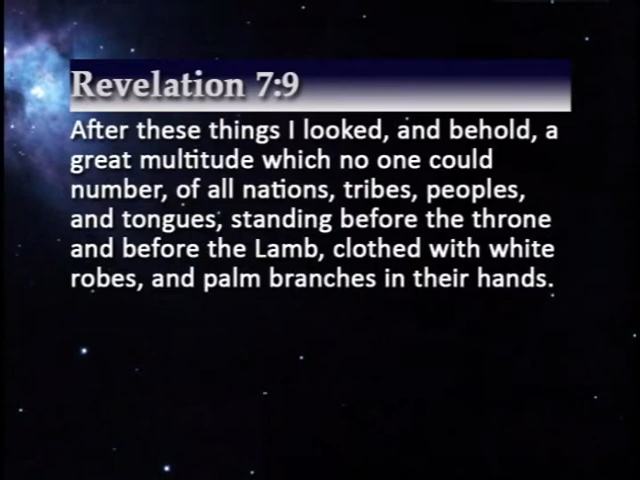 Revelation 7:9
After these things I looked, and behold, a
great multitude which no one could
number, of all nations, tribes, peoples,
and tongues, standing before the throne
and before the Lamb, clothed with white
robes, and palm branches in their hands.